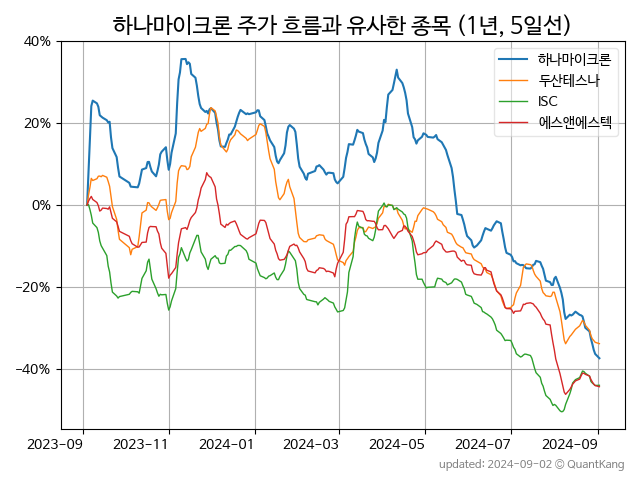 하나마이크론 주가 흐름과 유사한 종목 (1년, 5일선)
하나마이크론
두산테스나
ISC
에스앤에스텍
40%
20%
0%
−20%
−40%
2023-09 2023-11 2024-01 2024-03 2024-05 2024-07 2024-09
updated: 2024-09-02 © QuantKang